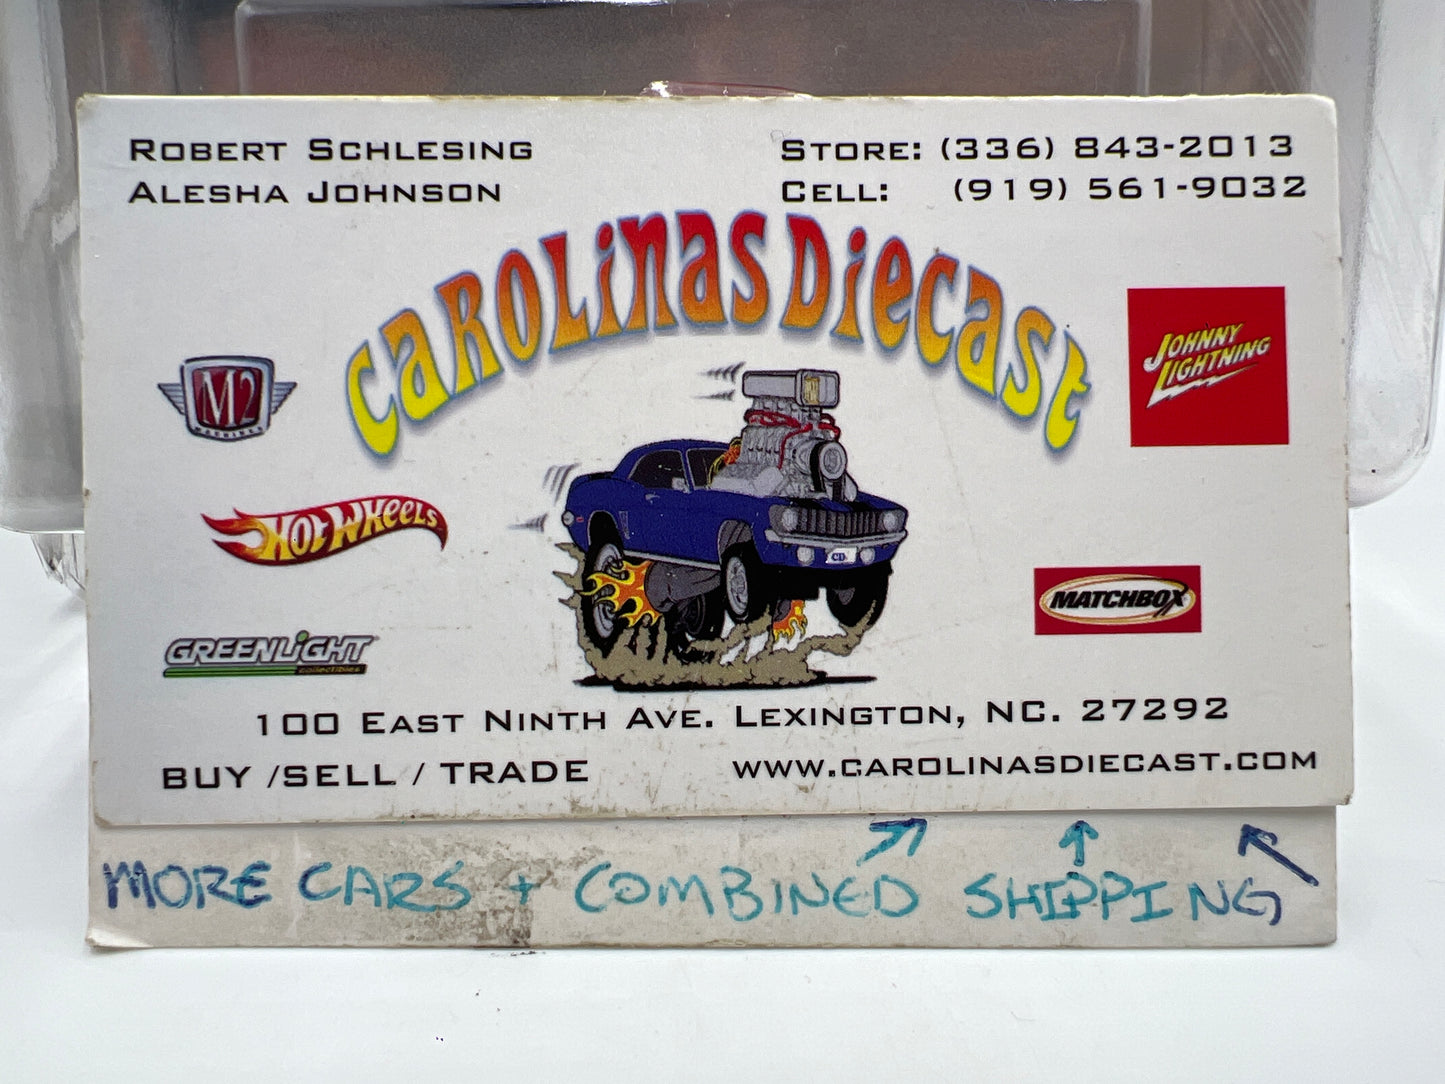 ROBERT SCHLESING
ALESHA JOHNSON
STORE: (336) 843-2013
CELL: (919) 561-9032
CAROLINAS DIECAST
M2
MACHINES
JOHNNY
LIGHTNING
HOT WHEELS
MATCHBOX
GREENLIGHT
collectibles
100 EAST NINTH AVE. LEXINGTON, NC. 27292
BUY /SELL / TRADE
WWW.CAROLINASDIECAST.COM
MORE CARS + COMBINED SHIPPING